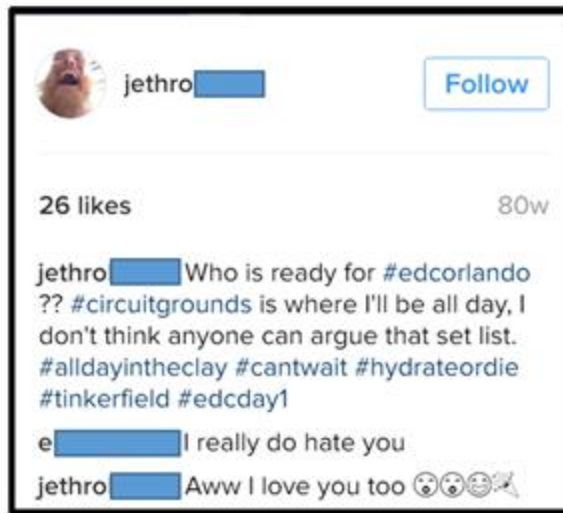 jethro
Follow
26 likes
80w
jethro Who is ready for #edcorlando
?? #circuitgrounds is where I'll be all day, I
don't think anyone can argue that set list.
#alldayintheclay #cantwait #hydrateordie
#tinkerfield #edcday1
e I really do hate you
jethro Aww I love you too 😮😮😄🎉